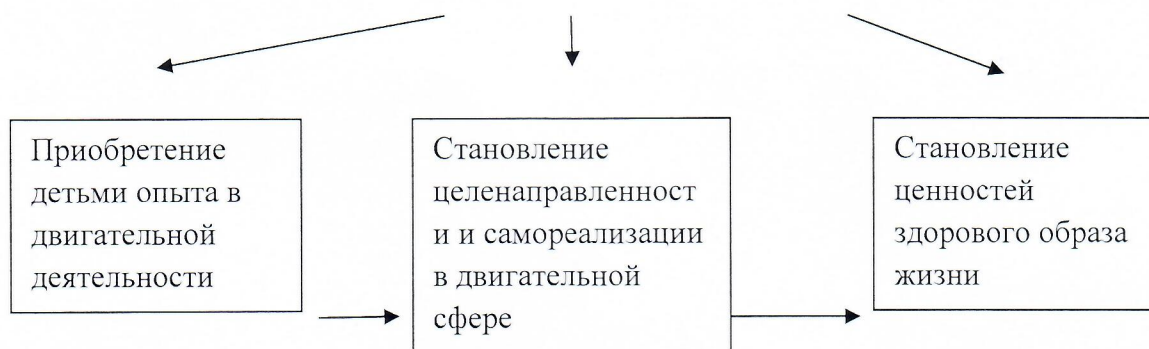 Приобретение
детьми опыта в
двигательной
деятельности
Становление
целенаправленност
и и самореализации
в двигательной
сфере
Становление
ценностей
здорового образа
жизни